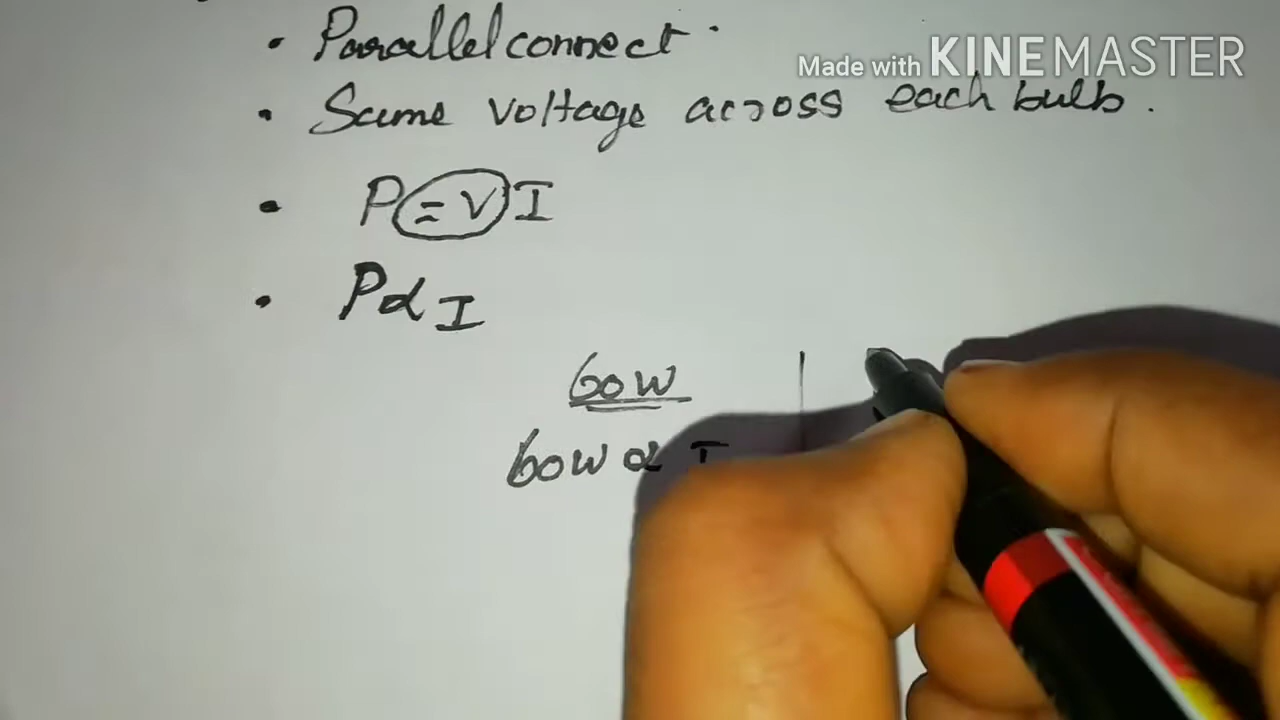 • Parallel connect.
Made with KINEMASTER
• Same voltage across each bulb.
• P = V I
• P α I
60W
60W α I